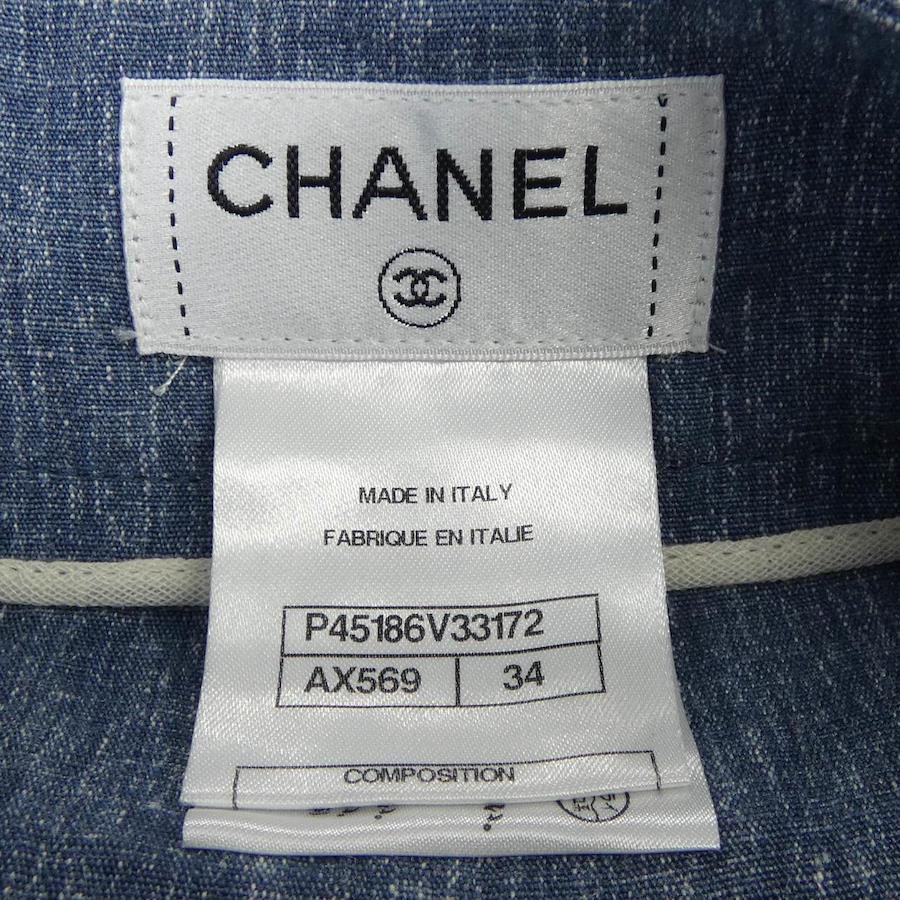 CHANEL
MADE IN ITALY
FABRIQUE EN ITALIE
P45186V33172
AX569 34
COMPOSITION